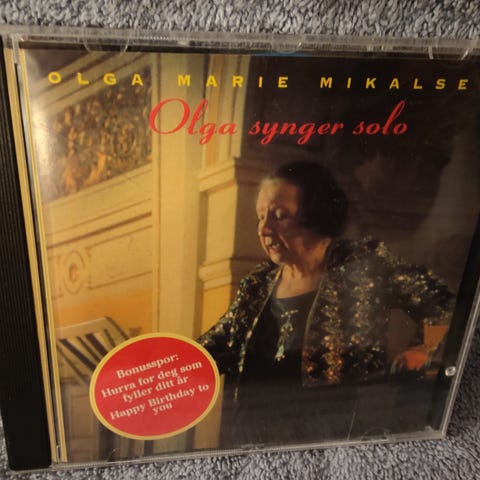 OLGA MARIE MIKALSE
Olga synger solo
Bonusspor:
Hurra for deg som
fyller ditt år
Happy Birthday to
you